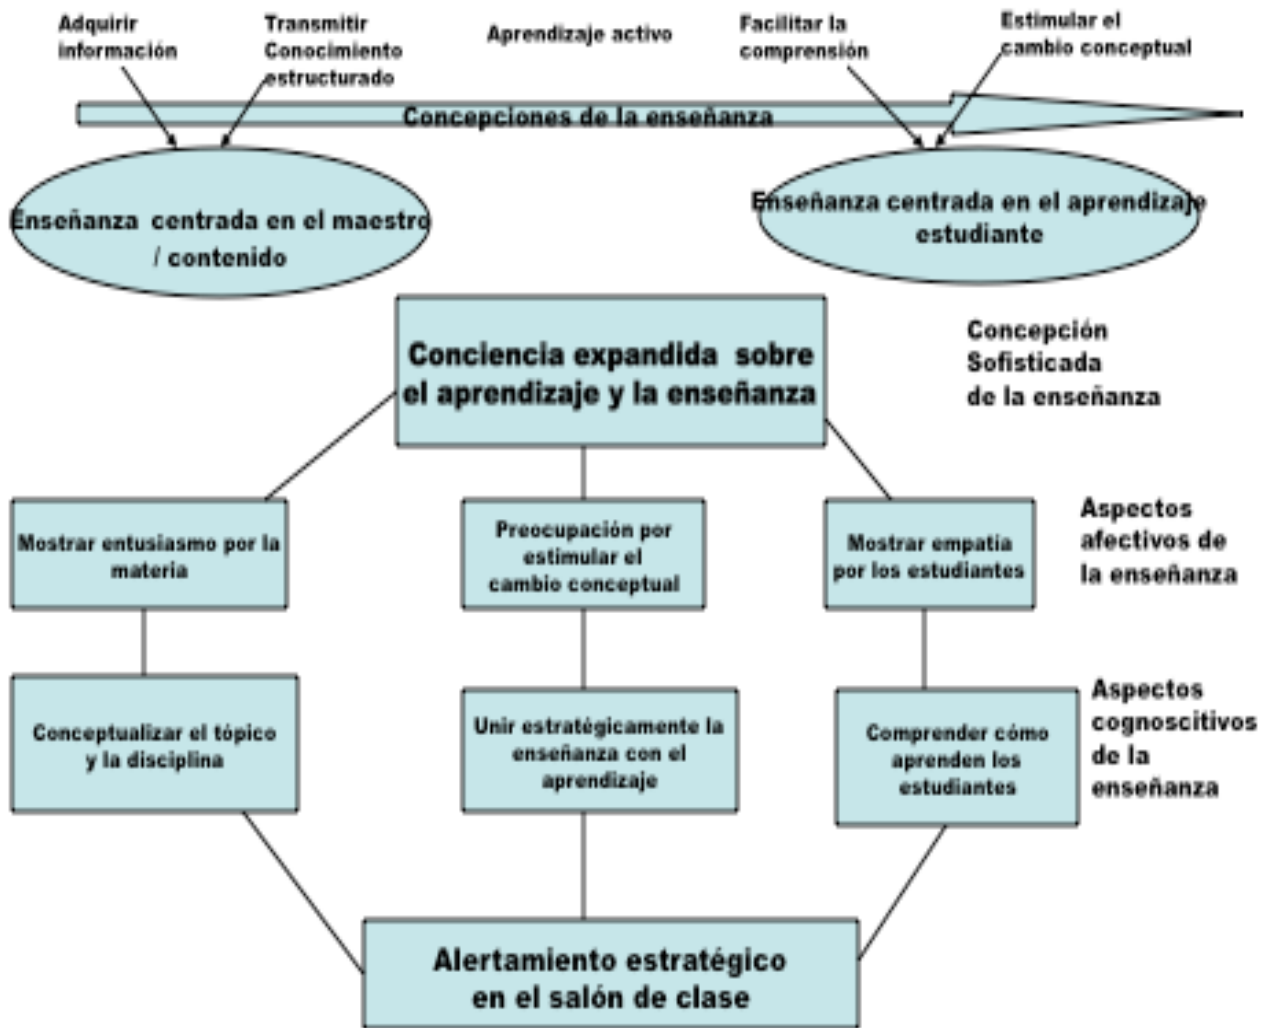 Adquirir
información
Transmitir
Conocimiento
estructurado
Aprendizaje activo
Facilitar la
comprensión
Estimular el
cambio conceptual
Concepciones de la enseñanza
Enseñanza centrada en el maestro
/ contenido
Enseñanza centrada en el aprendizaje
estudiante
Conciencia expandida sobre
el aprendizaje y la enseñanza
Concepción
Sofisticada
de la enseñanza
Mostrar entusiasmo por la
materia
Preocupación por
estimular el
cambio conceptual
Mostrar empatía
por los estudiantes
Aspectos
afectivos de
la enseñanza
Conceptualizar el tópico
y la disciplina
Unir estratégicamente la
enseñanza con el
aprendizaje
Comprender cómo
aprenden los
estudiantes
Aspectos
cognoscitivos
de la
enseñanza
Alertamiento estratégico
en el salón de clase